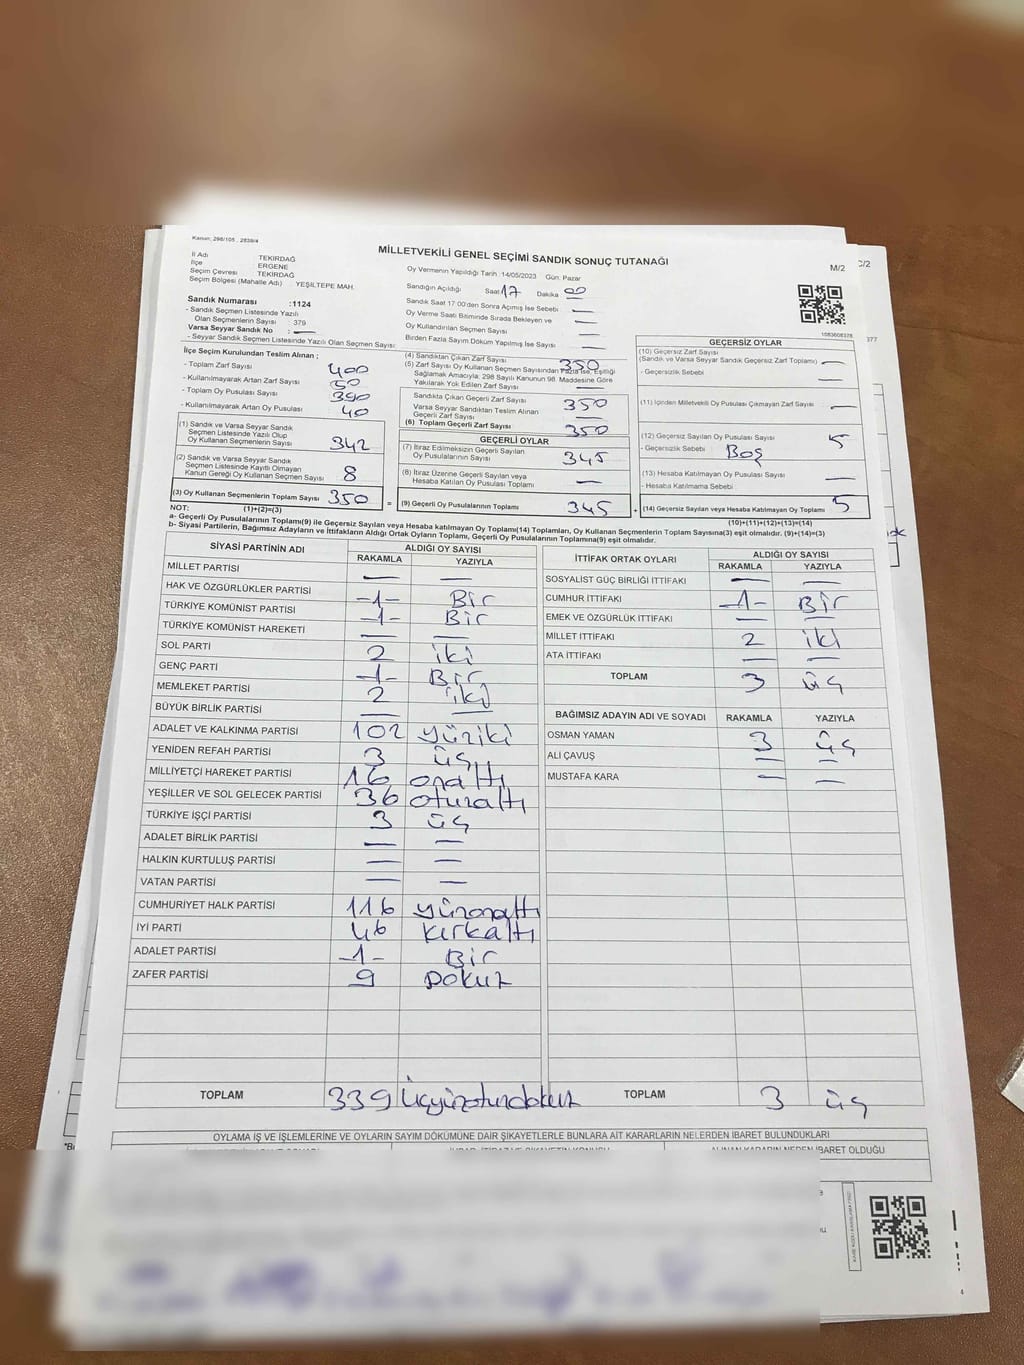 Kanun: 298/105 , 2839/4
MİLLETVEKİLİ GENEL SEÇİMİ SANDIK SONUÇ TUTANAĞI
M/2
C/2
İl Adı TEKİRDAĞ
İlçe ERGENE
Seçim Çevresi TEKİRDAĞ
Seçim Bölgesi (Mahalle Adı) YEŞİLTEPE MAH.
Oy Vermenin Yapıldığı Tarih :14/05/2023 Gün: Pazar
Sandığın Açıldığı Saat 17 Dakika 00
Sandık Saat 17:00'den Sonra Açılmış İse Sebebi —
Oy Verme Saati Bitiminde Sırada Bekleyen ve
Oy Kullandırılan Seçmen Sayısı —
Birden Fazla Sayım Döküm Yapılmış İse Sayısı —
1083608378
377
Sandık Numarası :1124
- Sandık Seçmen Listesinde Yazılı
Olan Seçmenlerin Sayısı 379
Varsa Seyyar Sandık No : —
- Seyyar Sandık Seçmen Listesinde Yazılı Olan Seçmen Sayısı:
İlçe Seçim Kurulundan Teslim Alınan ;
- Toplam Zarf Sayısı 400
- Kullanılmayarak Artan Zarf Sayısı 50
- Toplam Oy Pusulası Sayısı 390
- Kullanılmayarak Artan Oy Pusulası 40
(1) Sandık ve Varsa Seyyar Sandık
Seçmen Listesinde Yazılı Olup
Oy Kullanan Seçmenlerin Sayısı 342
(2) Sandık ve Varsa Seyyar Sandık
Seçmen Listesinde Kayıtlı Olmayan
Kanun Gereği Oy Kullanan Seçmen Sayısı 8
(3) Oy Kullanan Seçmenlerin Toplam Sayısı 350 =
(4) Sandıktan Çıkan Zarf Sayısı 350
(5) Zarf Sayısı Oy Kullanan Seçmen Sayısından Fazla İse, Eşitliği
Sağlamak Amacıyla; 298 Sayılı Kanunun 98. Maddesine Göre
Yakılarak Yok Edilen Zarf Sayısı —
Sandıkta Çıkan Geçerli Zarf Sayısı 350
Varsa Seyyar Sandıktan Teslim Alınan
Geçerli Zarf Sayısı —
(6) Toplam Geçerli Zarf Sayısı 350
GEÇERLİ OYLAR
(7) İtiraz Edilmeksizin Geçerli Sayılan
Oy Pusulalarının Sayısı 345
(8) İtiraz Üzerine Geçerli Sayılan veya
Hesaba Katılan Oy Pusulası Toplamı —
(9) Geçerli Oy Pusulalarının Toplamı 345 +
GEÇERSİZ OYLAR
(10) Geçersiz Zarf Sayısı
(Sandık ve Varsa Seyyar Sandık Geçersiz Zarf Toplamı) —
- Geçersizlik Sebebi —
(11) İçinden Milletvekili Oy Pusulası Çıkmayan Zarf Sayısı —
(12) Geçersiz Sayılan Oy Pusulası Sayısı 5
- Geçersizlik Sebebi Boş
(13) Hesaba Katılmayan Oy Pusulası Sayısı —
- Hesaba Katılmama Sebebi
(14) Geçersiz Sayılan veya Hesaba Katılmayan Oy Toplamı 5
NOT: (1)+(2)=(3) (10)+(11)+(12)+(13)=(14)
a- Geçerli Oy Pusulalarının Toplamı(9) ile Geçersiz Sayılan veya Hesaba katılmayan Oy Toplam(14) Toplamları, Oy Kullanan Seçmenlerin Toplam Sayısına(3) eşit olmalıdır. (9)+(14)=(3)
b- Siyasi Partilerin, Bağımsız Adayların ve İttifakların Aldığı Ortak Oyların Toplamı, Geçerli Oy Pusulalarının Toplamına(9) eşit olmalıdır.
SİYASİ PARTİNİN ADI ALDIĞI OY SAYISI
RAKAMLA YAZIYLA
MİLLET PARTİSİ — —
HAK VE ÖZGÜRLÜKLER PARTİSİ -1- Bir
TÜRKİYE KOMÜNİST PARTİSİ -1- Bir
TÜRKİYE KOMÜNİST HAREKETİ — —
SOL PARTİ 2 iki
GENÇ PARTİ -1- Bir
MEMLEKET PARTİSİ 2 iki
BÜYÜK BİRLİK PARTİSİ — —
ADALET VE KALKINMA PARTİSİ 102 yüziki
YENİDEN REFAH PARTİSİ 3 üç
MİLLİYETÇİ HAREKET PARTİSİ 16 onaltı
YEŞİLLER VE SOL GELECEK PARTİSİ 36 otuzaltı
TÜRKİYE İŞÇİ PARTİSİ 3 üç
ADALET BİRLİK PARTİSİ — —
HALKIN KURTULUŞ PARTİSİ — —
VATAN PARTİSİ — —
CUMHURİYET HALK PARTİSİ 116 yüzonaltı
İYİ PARTİ 46 kırkaltı
ADALET PARTİSİ -1- Bir
ZAFER PARTİSİ 9 Dokuz
TOPLAM 339 üçyüzotuzdokuz
İTTİFAK ORTAK OYLARI ALDIĞI OY SAYISI
RAKAMLA YAZIYLA
SOSYALİST GÜÇ BİRLİĞİ İTTİFAKI — —
CUMHUR İTTİFAKI -1- Bir
EMEK VE ÖZGÜRLÜK İTTİFAKI — —
MİLLET İTTİFAKI 2 iki
ATA İTTİFAKI — —
TOPLAM 3 üç
BAĞIMSIZ ADAYIN ADI VE SOYADI RAKAMLA YAZIYLA
OSMAN YAMAN 3 üç
ALİ ÇAVUŞ — —
MUSTAFA KARA — —
TOPLAM 3 üç
OYLAMA İŞ VE İŞLEMLERİNE VE OYLARIN SAYIM DÖKÜMÜNE DAİR ŞİKAYETLERLE BUNLARA AİT KARARLARIN NELERDEN İBARET BULUNDUKLARI
ALINAN KARARIN NEDEN İBARET OLDUĞU
4